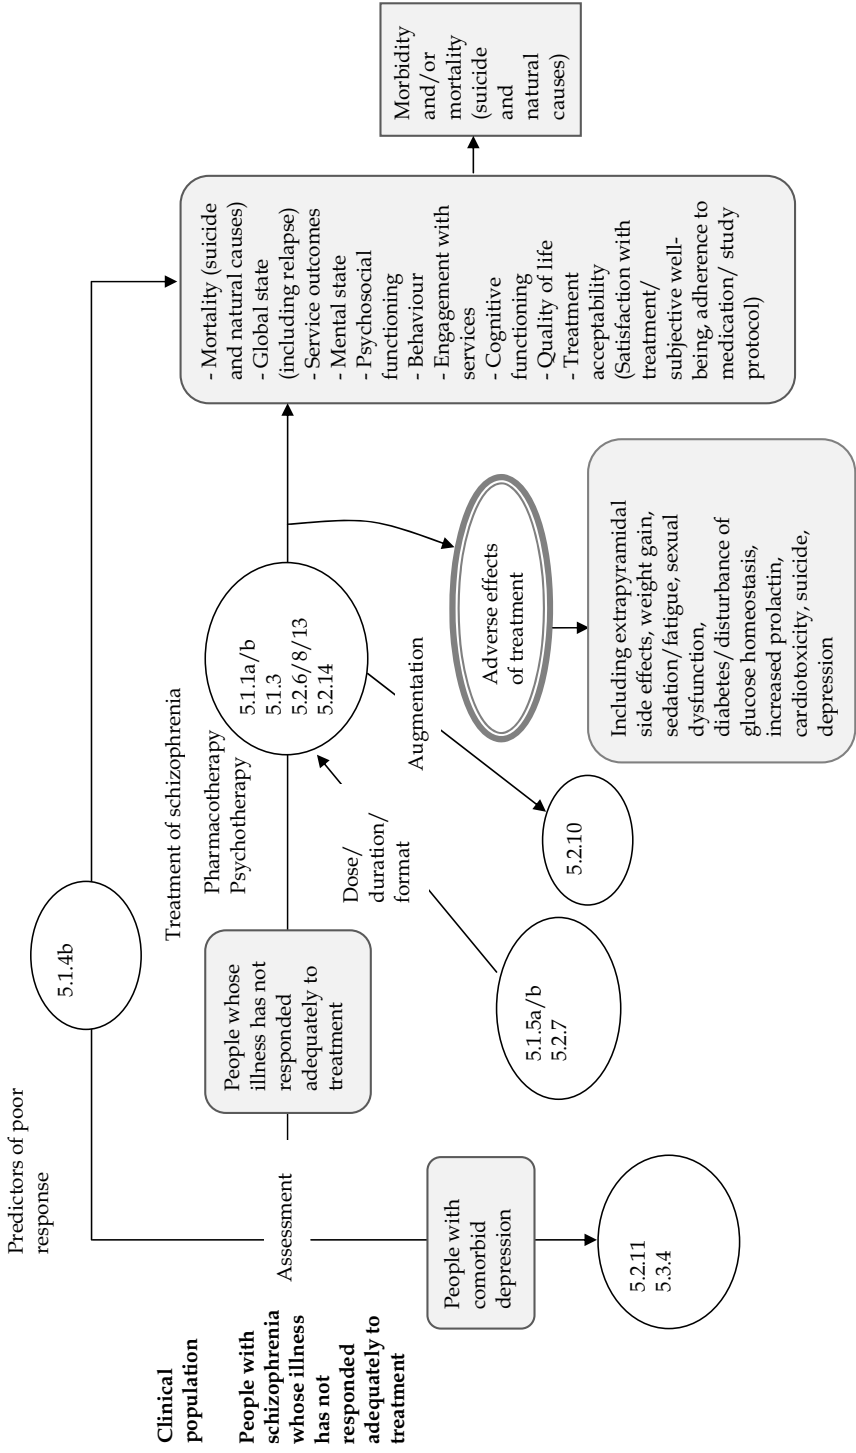 Clinical
population
People with
schizophrenia
whose illness
has not
responded
adequately to
treatment
Predictors of poor
response
Assessment
People with
comorbid
depression
5.2.11
5.3.4
5.1.4b
People whose
illness has not
responded
adequately to
treatment
Treatment of schizophrenia
Pharmacotherapy
Psychotherapy
5.1.1a/b
5.1.3
5.2.6/8/13
5.2.14
Dose/
duration/
format
5.1.5a/b
5.2.7
Augmentation
5.2.10
Adverse effects
of treatment
Including extrapyramidal
side effects, weight gain,
sedation/fatigue, sexual
dysfunction,
diabetes/disturbance of
glucose homeostasis,
increased prolactin,
cardiotoxicity, suicide,
depression
- Mortality (suicide
and natural causes)
- Global state
(including relapse)
- Service outcomes
- Mental state
- Psychosocial
functioning
- Behaviour
- Engagement with
services
- Cognitive
functioning
- Quality of life
- Treatment
acceptability
(Satisfaction with
treatment/
subjective well-
being, adherence to
medication/ study
protocol)
Morbidity
and/or
mortality
(suicide
and
natural
causes)